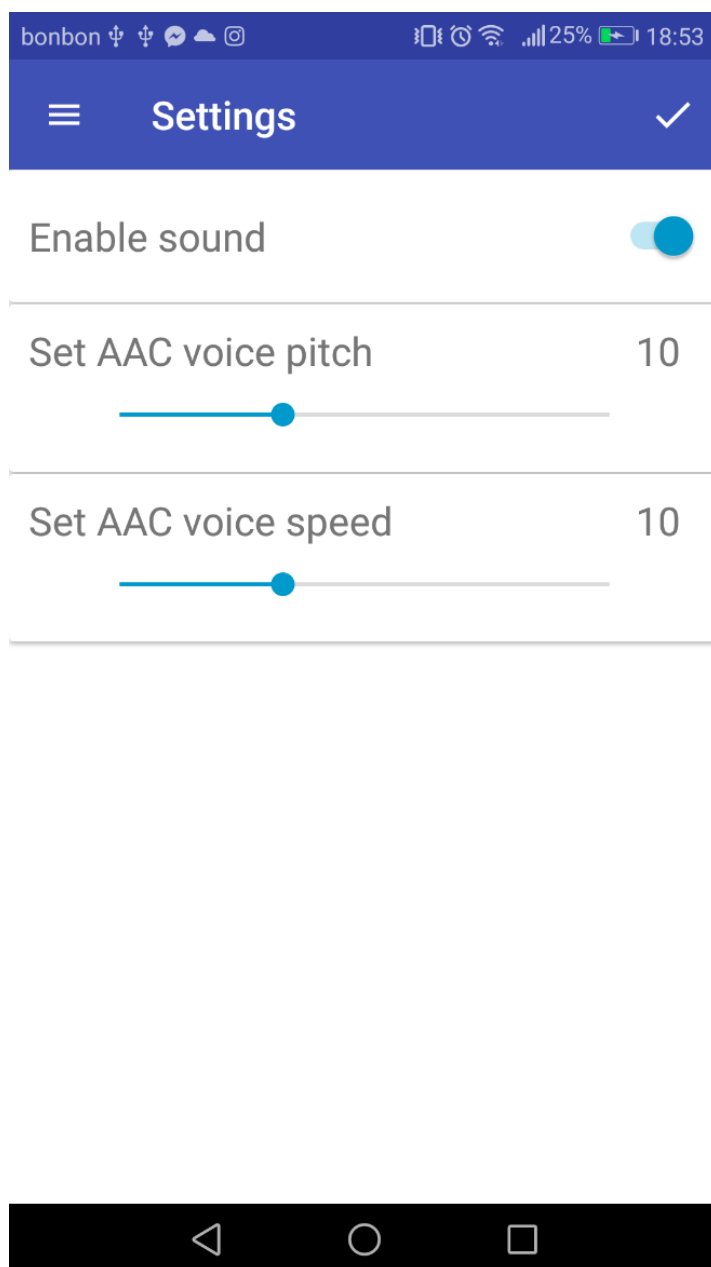 bonbon 25% 18:53
Settings
Enable sound
Set AAC voice pitch 10
Set AAC voice speed 10